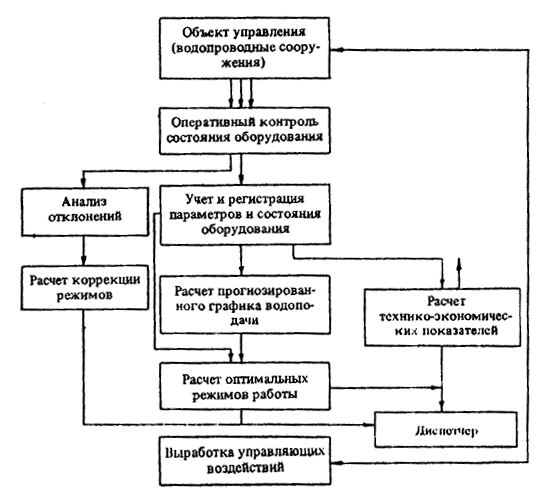 Объект управления
(водопроводные соору-
жения)
Оперативный контроль
состояния оборудования
Анализ
отклонений
Учет и регистрация
параметров и состояния
оборудования
Расчет коррекции
режимов
Расчет прогнозирован-
ного графика водопо-
дачи
Расчет
технико-экономичес-
ких показателей
Расчет оптимальных
режимов работы
Диспотчер
Выработка управляющих
воздействий